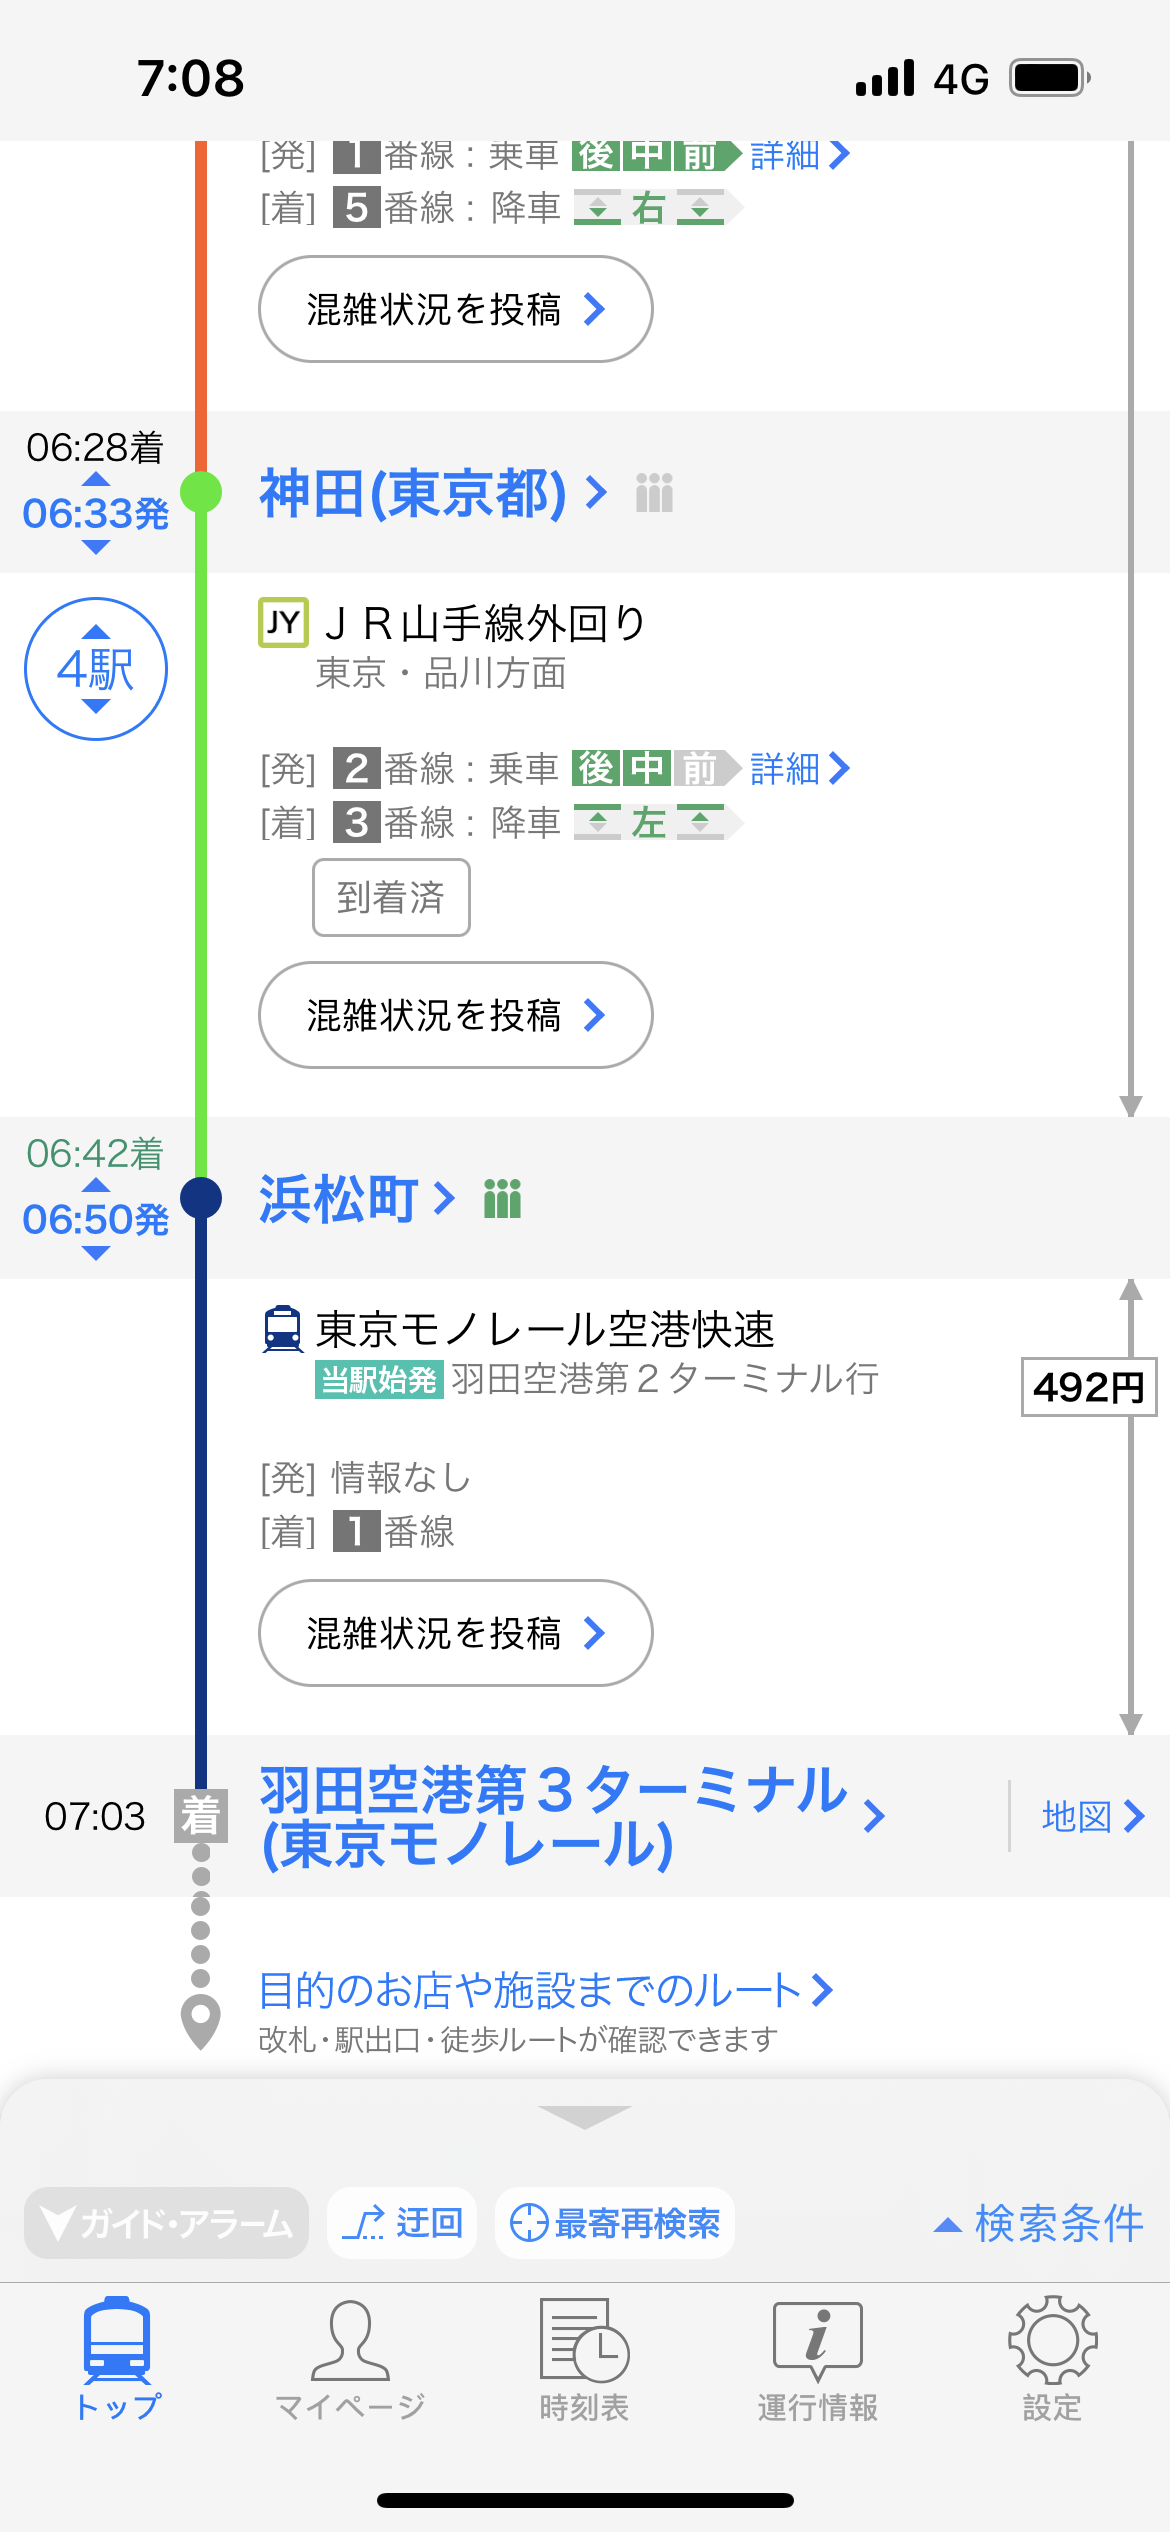 7:08 4G
[発] 1番線：乗車 後中前 詳細
[着] 5番線：降車 右
混雑状況を投稿
06:28着
06:33発
神田(東京都)
4駅
JY ＪＲ山手線外回り
東京・品川方面
[発] 2番線：乗車 後中前 詳細
[着] 3番線：降車 左
到着済
混雑状況を投稿
06:42着
06:50発
浜松町
東京モノレール空港快速
当駅始発 羽田空港第２ターミナル行
492円
[発] 情報なし
[着] 1番線
混雑状況を投稿
07:03 着
羽田空港第３ターミナル
(東京モノレール)
地図
目的のお店や施設までのルート
改札・駅出口・徒歩ルートが確認できます
ガイド・アラーム 迂回 最寄再検索 検索条件
トップ マイページ 時刻表 運行情報 設定